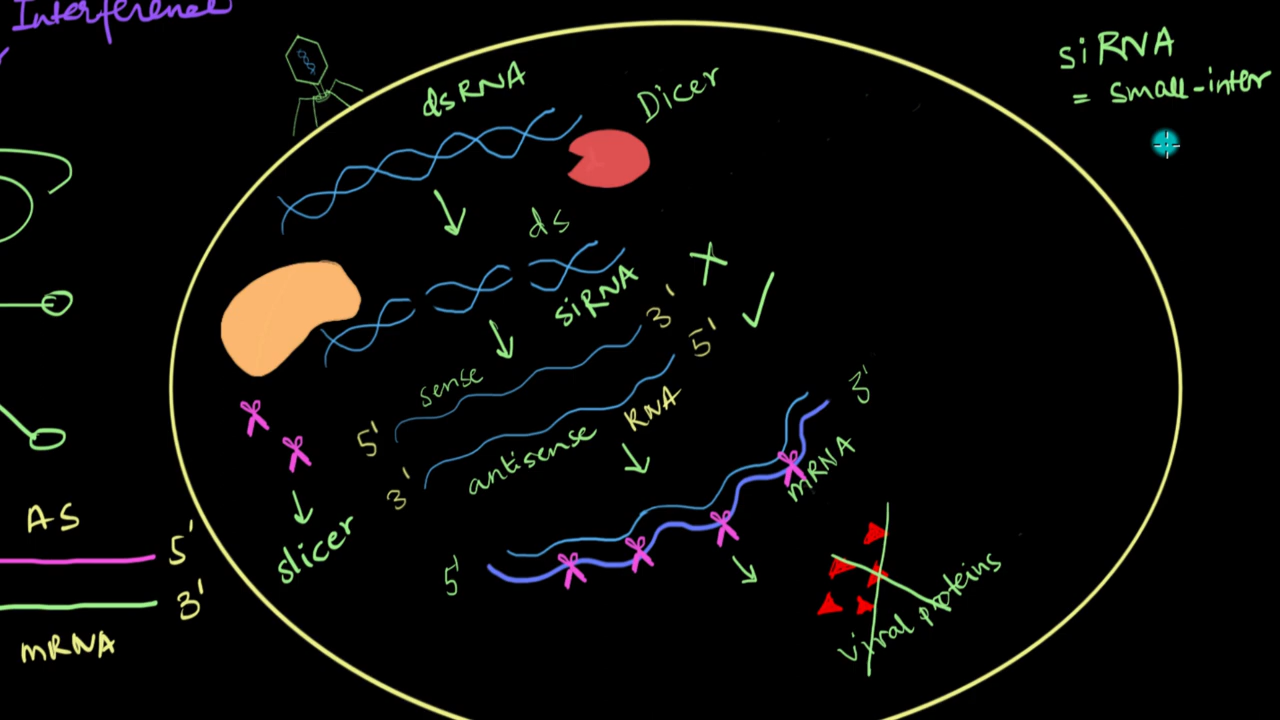 Interference
siRNA
= small-inter
dsRNA
Dicer
ds
siRNA
3'
5'
sense
5'
antisense
RNA
3'
3'
mRNA
AS
5'
slicer
5'
3'
mRNA
viral proteins